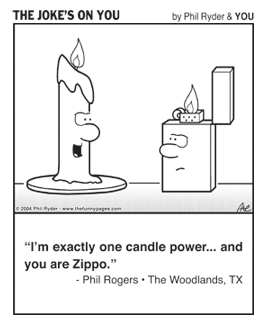 THE JOKE'S ON YOU by Phil Ryder & YOU
© 2004 Phil Ryder - www.thefunnypages.com
"I'm exactly one candle power... and
you are Zippo."
- Phil Rogers • The Woodlands, TX